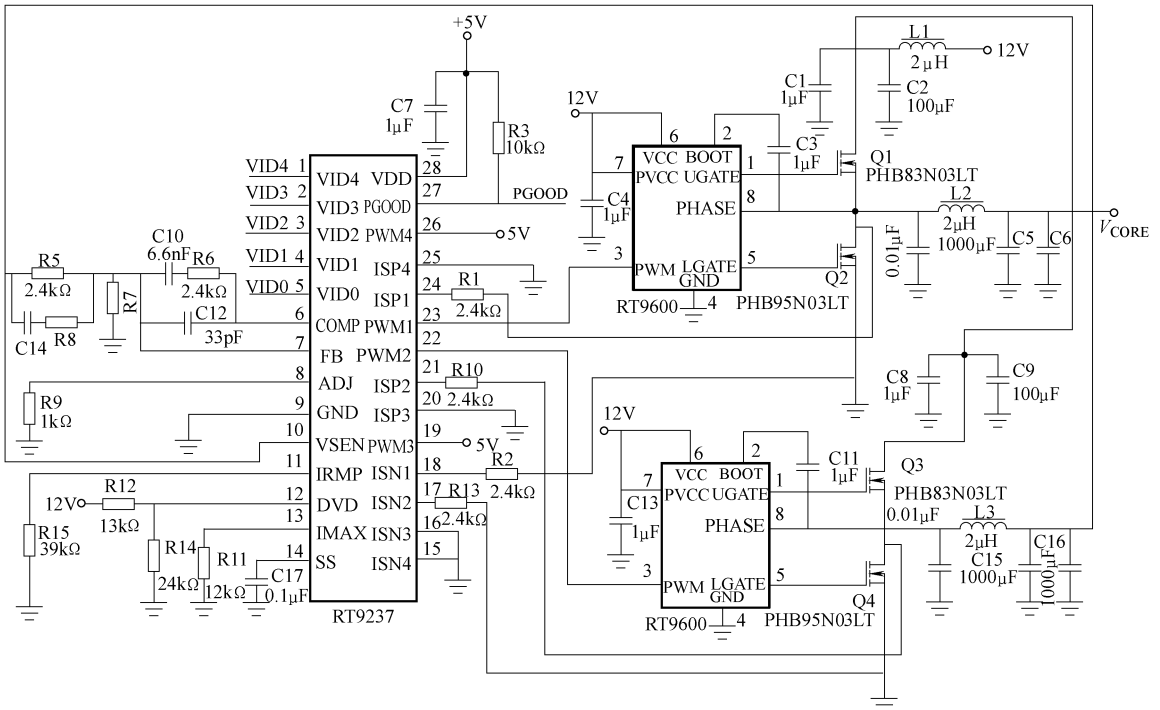 +5V
L1
2μH
12V
C1
1μF
C2
100μF
C7
1μF
R3
10kΩ
12V
6
2
VCC BOOT
C3
1μF
7
PVCC UGATE
1
Q1
PHB83N03LT
C4
1μF
PHASE
8
L2
2μH
1000μF
VCORE
0.01μF
C5
C6
3
PWM LGATE
5
GND
Q2
RT9600
4
PHB95N03LT
VID4 1
VID4 VDD
28
VID3 2
VID3 PGOOD
27
PGOOD
VID2 3
VID2 PWM4
26
5V
VID1 4
VID1 ISP4
25
VID0 5
VID0 ISP1
24
R1
2.4kΩ
C10
6.6nF
R6
2.4kΩ
R5
2.4kΩ
R7
C12
33pF
C14
R8
6
COMP PWM1
23
7
FB PWM2
22
8
ADJ ISP2
21
R10
2.4kΩ
R9
1kΩ
9
GND ISP3
20
10
VSEN PWM3
19
5V
11
IRMP ISN1
18
R2
2.4kΩ
12V
R12
13kΩ
12
DVD ISN2
17
R13
2.4kΩ
13
IMAX ISN3
16
14
SS ISN4
15
R15
39kΩ
R14
24kΩ
R11
12kΩ
C17
0.1μF
RT9237
C8
1μF
C9
100μF
12V
6
2
VCC BOOT
C11
1μF
7
PVCC UGATE
1
Q3
PHB83N03LT
C13
1μF
PHASE
8
0.01μF
L3
2μH
C15
1000μF
C16
1000μF
3
PWM LGATE
5
GND
Q4
RT9600
4
PHB95N03LT